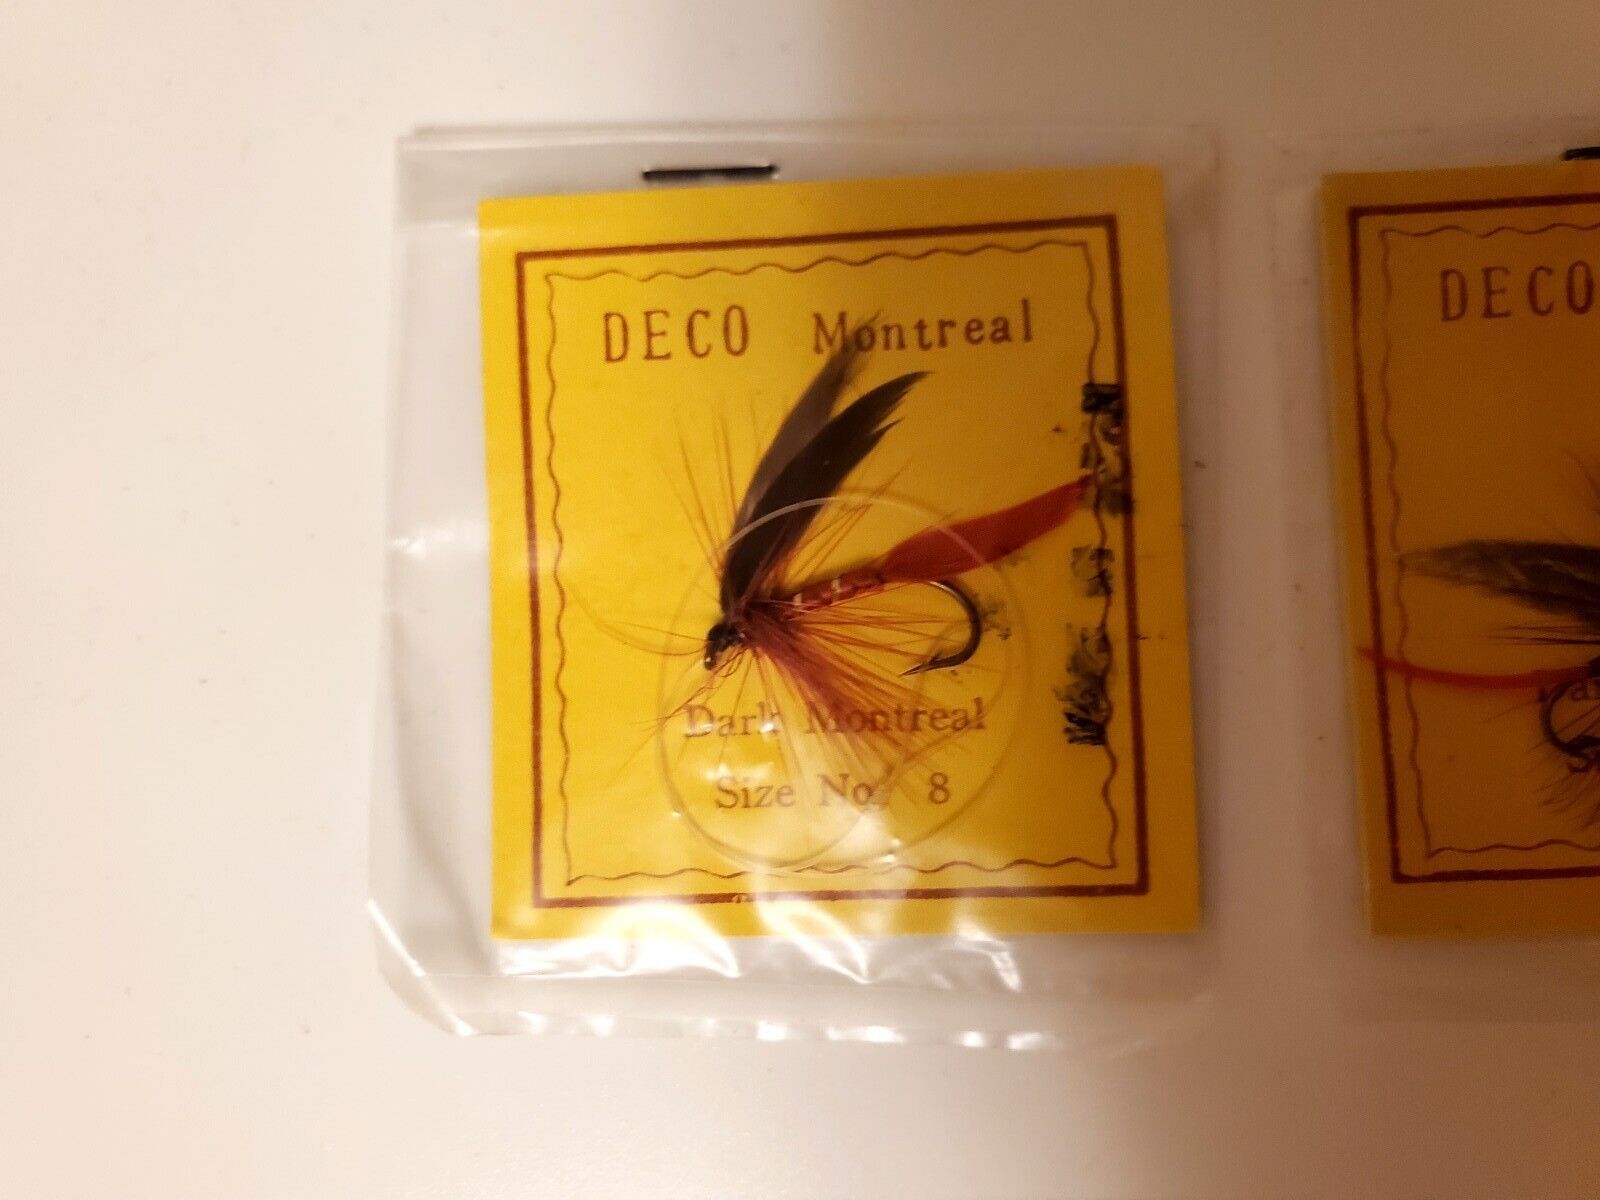 DECO Montreal
Dark Montreal
Size No. 8
DECO